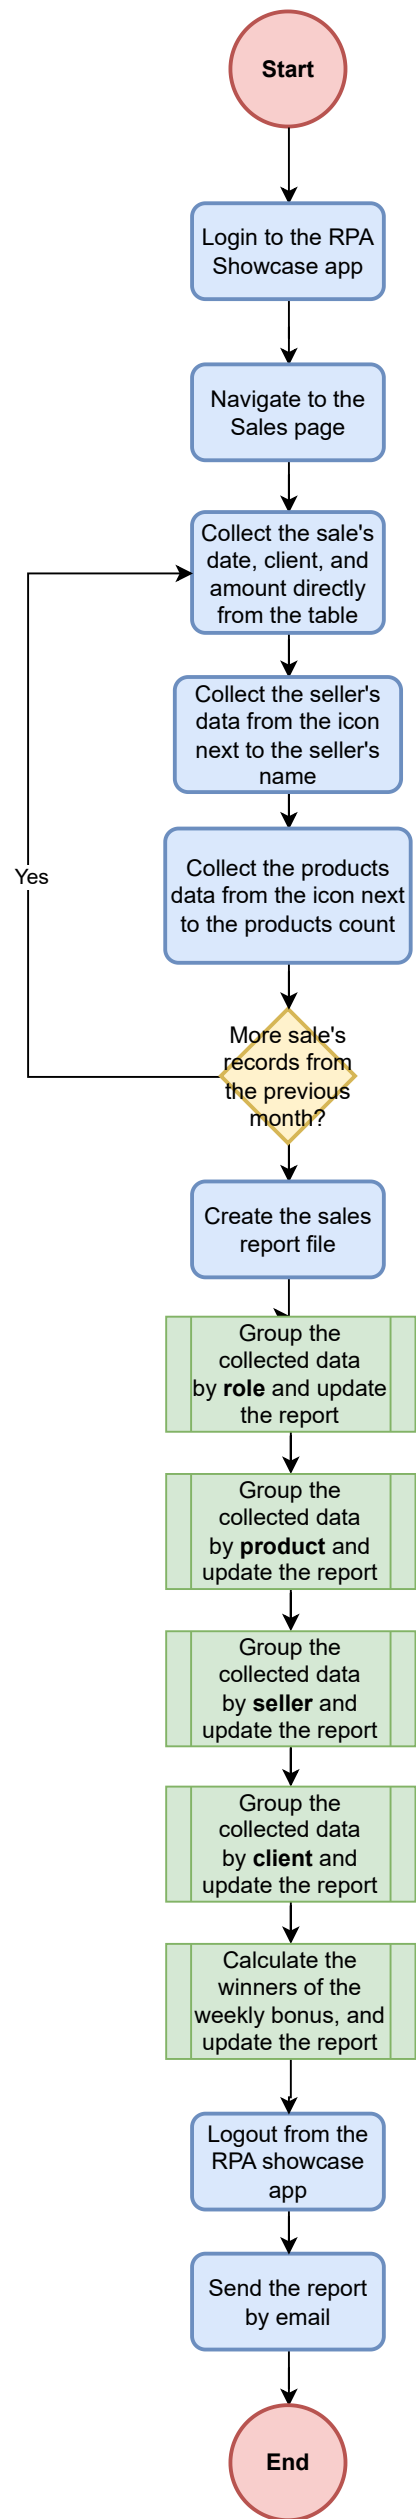 Start
Login to the RPA
Showcase app
Navigate to the
Sales page
Collect the sale's
date, client, and
amount directly
from the table
Collect the seller's
data from the icon
next to the seller's
name
Collect the products
data from the icon next
to the products count
Yes
More sale's
records from
the previous
month?
Create the sales
report file
Group the
collected data
by role and update
the report
Group the
collected data
by product and
update the report
Group the
collected data
by seller and
update the report
Group the
collected data
by client and
update the report
Calculate the
winners of the
weekly bonus, and
update the report
Logout from the
RPA showcase
app
Send the report
by email
End